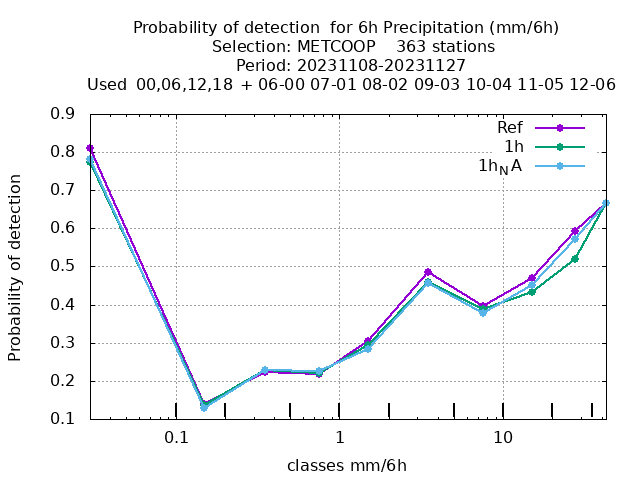 Probability of detection  for 6h Precipitation (mm/6h)
Selection: METCOOP    363 stations
Period: 20231108-20231127
Used  00,06,12,18  + 06-00 07-01 08-02 09-03 10-04 11-05 12-06
Ref
1h
1h_NA
Probability of detection
0.9
0.8
0.7
0.6
0.5
0.4
0.3
0.2
0.1
0.1
1
10
classes mm/6h